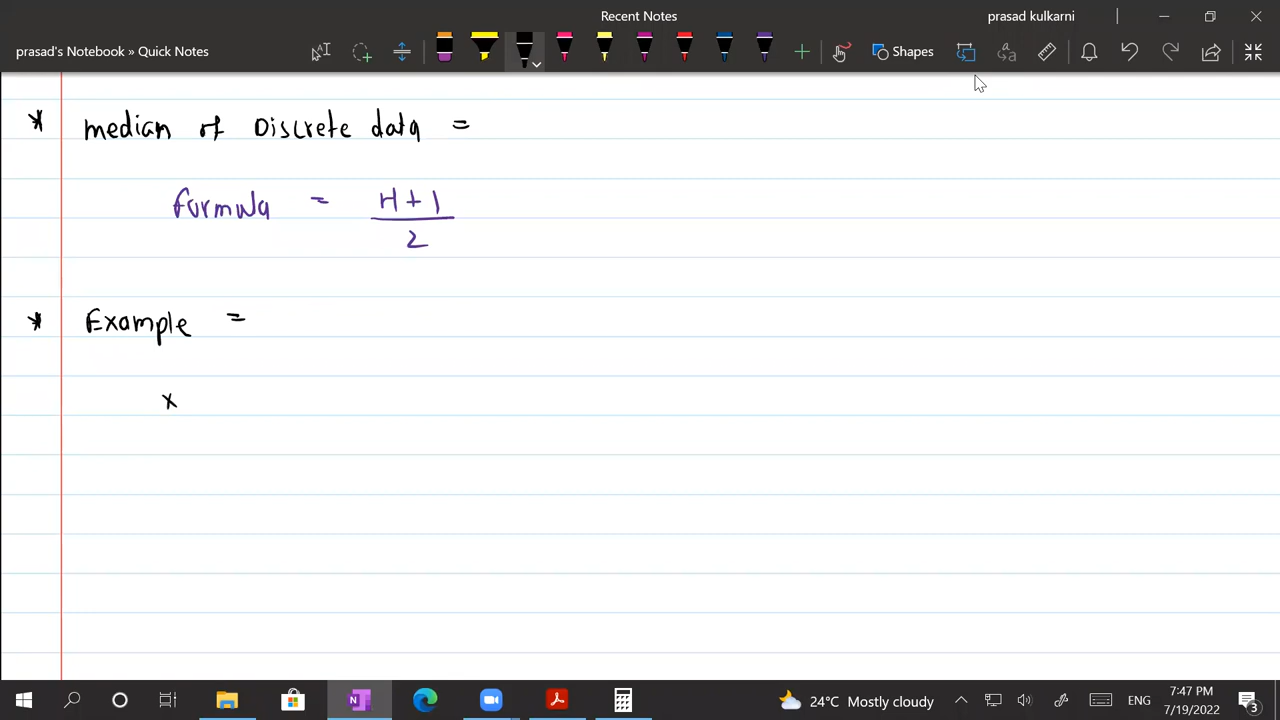 Recent Notes
prasad kulkarni
prasad's Notebook » Quick Notes
Shapes
* median of Discrete data =
formula = N+1
2
* Example =
x
24°C Mostly cloudy
ENG
7:47 PM
7/19/2022
3